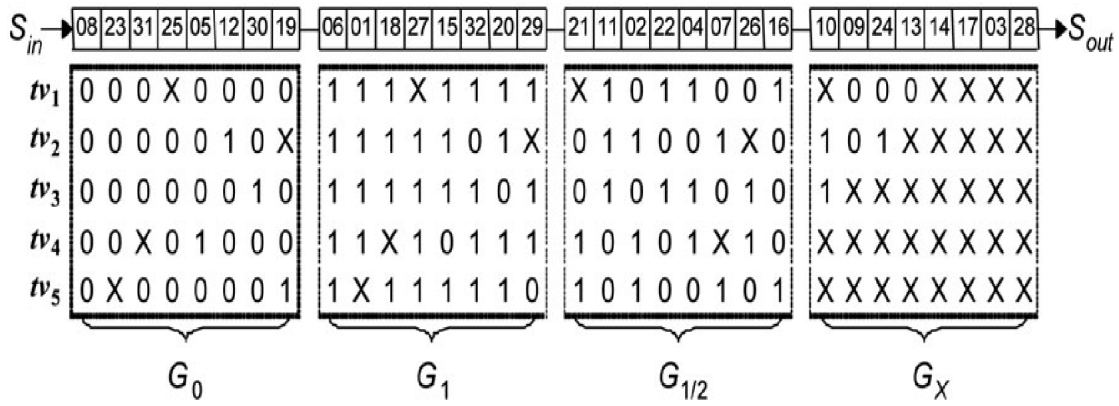 S_in 08 23 31 25 05 12 30 19 06 01 18 27 15 32 20 29 21 11 02 22 04 07 26 16 10 09 24 13 14 17 03 28 S_out
tv1 0 0 0 X 0 0 0 0 1 1 1 X 1 1 1 1 X 1 0 1 1 0 0 1 X 0 0 0 X X X X
tv2 0 0 0 0 0 1 0 X 1 1 1 1 1 0 1 X 0 1 1 0 0 1 X 0 1 0 1 X X X X X
tv3 0 0 0 0 0 0 1 0 1 1 1 1 1 1 0 1 0 1 0 1 1 0 1 0 1 X X X X X X X
tv4 0 0 X 0 1 0 0 0 1 1 X 1 0 1 1 1 1 0 1 0 1 X 1 0 X X X X X X X X
tv5 0 X 0 0 0 0 0 1 1 X 1 1 1 1 1 0 1 0 1 0 0 1 0 1 X X X X X X X X
G0 G1 G1/2 GX